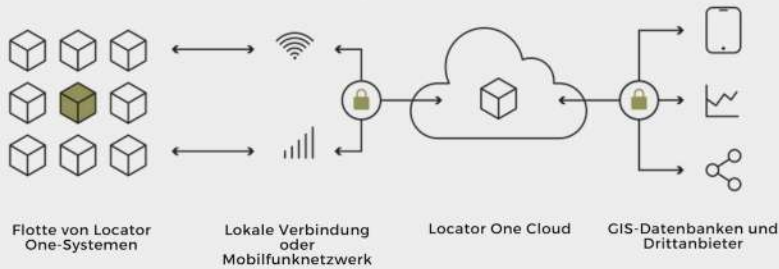 Flotte von Locator
One-Systemen
Lokale Verbindung
oder
Mobilfunknetzwerk
Locator One Cloud
GIS-Datenbanken und
Drittanbieter